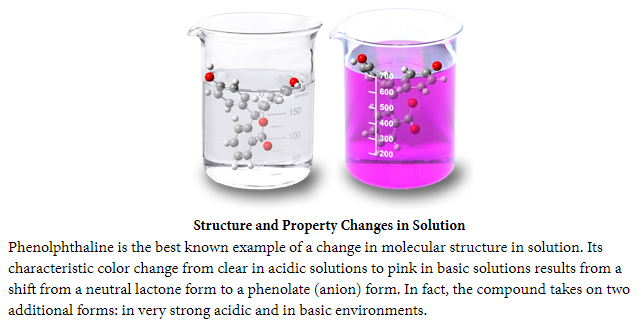 150
100
50
700
600
500
400
300
200
Structure and Property Changes in Solution
Phenolphthaline is the best known example of a change in molecular structure in solution. Its
characteristic color change from clear in acidic solutions to pink in basic solutions results from a
shift from a neutral lactone form to a phenolate (anion) form. In fact, the compound takes on two
additional forms: in very strong acidic and in basic environments.